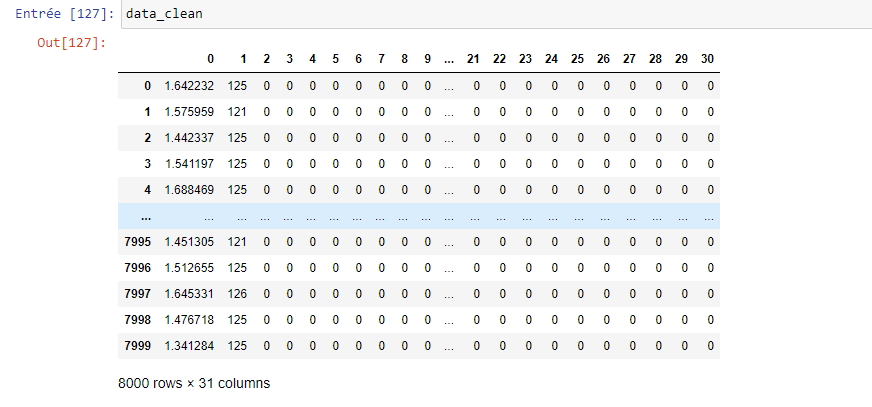 Entrée [127]: data_clean
Out[127]:
0 1 2 3 4 5 6 7 8 9 ... 21 22 23 24 25 26 27 28 29 30
0 1.642232 125 0 0 0 0 0 0 0 0 ... 0 0 0 0 0 0 0 0 0 0
1 1.575959 121 0 0 0 0 0 0 0 0 ... 0 0 0 0 0 0 0 0 0 0
2 1.442337 125 0 0 0 0 0 0 0 0 ... 0 0 0 0 0 0 0 0 0 0
3 1.541197 125 0 0 0 0 0 0 0 0 ... 0 0 0 0 0 0 0 0 0 0
4 1.688469 125 0 0 0 0 0 0 0 0 ... 0 0 0 0 0 0 0 0 0 0
... ... ... ... ... ... ... ... ... ... ... ... ... ... ... ... ... ... ... ... ... ...
7995 1.451305 121 0 0 0 0 0 0 0 0 ... 0 0 0 0 0 0 0 0 0 0
7996 1.512655 125 0 0 0 0 0 0 0 0 ... 0 0 0 0 0 0 0 0 0 0
7997 1.645331 126 0 0 0 0 0 0 0 0 ... 0 0 0 0 0 0 0 0 0 0
7998 1.476718 125 0 0 0 0 0 0 0 0 ... 0 0 0 0 0 0 0 0 0 0
7999 1.341284 125 0 0 0 0 0 0 0 0 ... 0 0 0 0 0 0 0 0 0 0
8000 rows × 31 columns